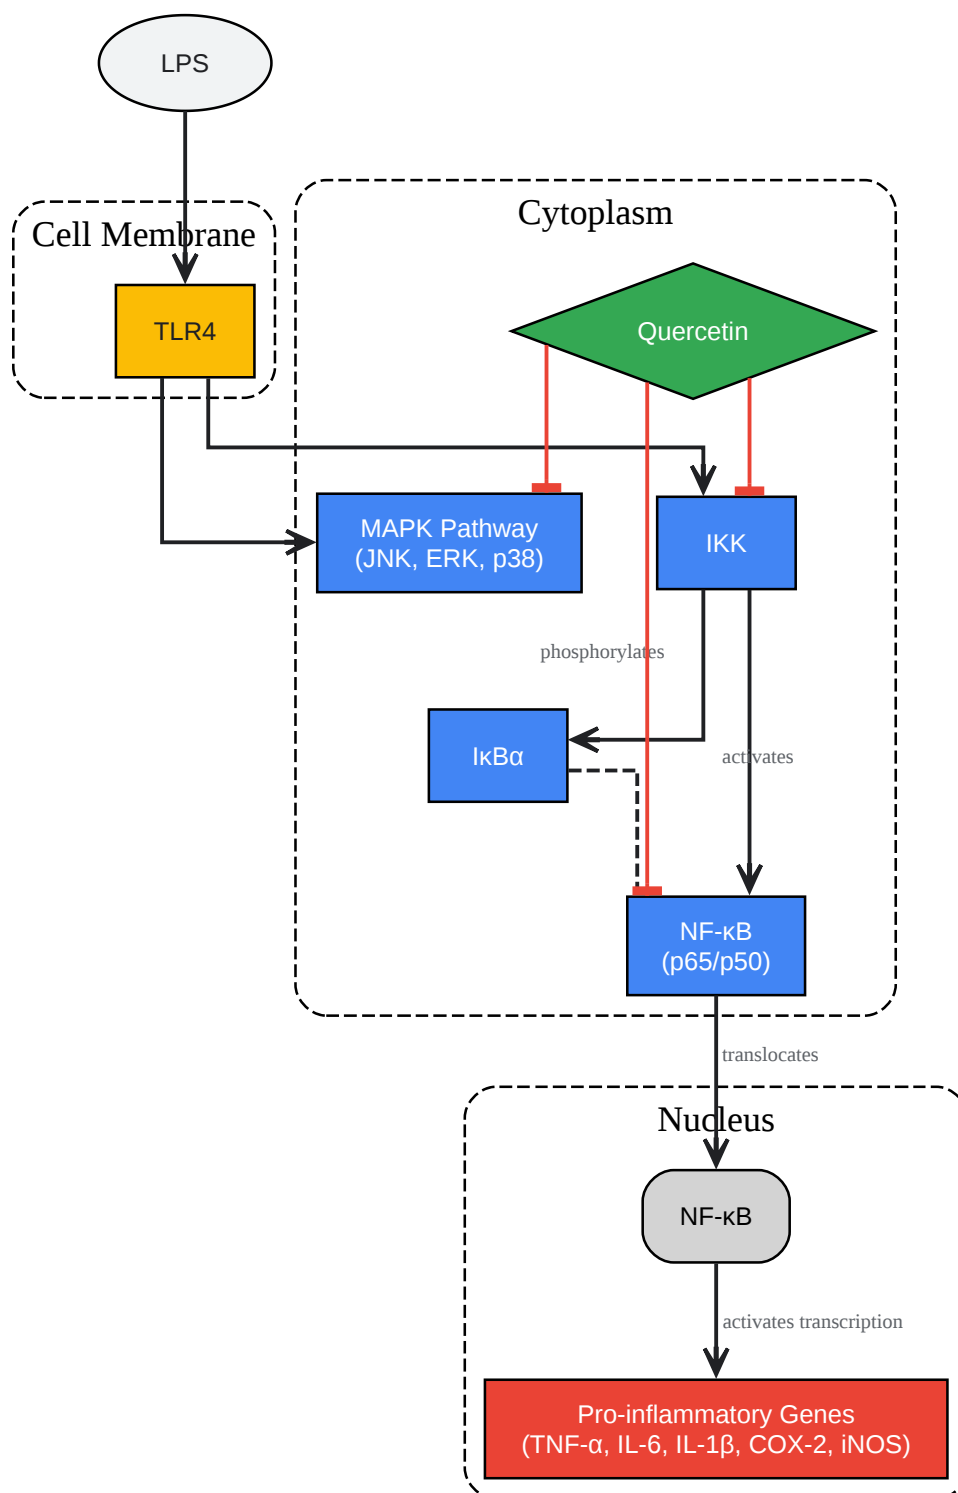 LPS
Cell Membrane
Cytoplasm
TLR4
Quercetin
MAPK Pathway
(JNK, ERK, p38)
IKK
phosphorylates
IκBα
activates
NF-κB
(p65/p50)
translocates
Nucleus
NF-κB
activates transcription
Pro-inflammatory Genes
(TNF-α, IL-6, IL-1β, COX-2, iNOS)